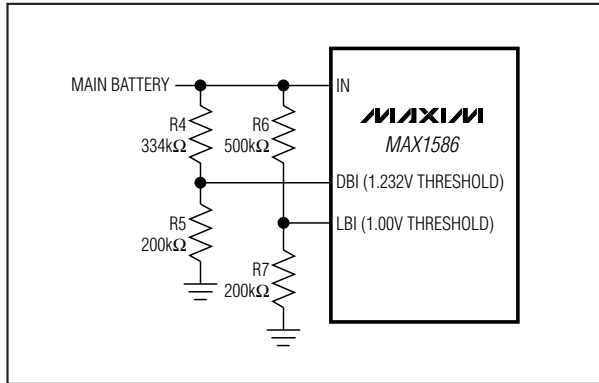 MAIN BATTERY
IN
R4
334kΩ
R6
500kΩ
MAXIM
MAX1586
DBI (1.232V THRESHOLD)
LBI (1.00V THRESHOLD)
R5
200kΩ
R7
200kΩ